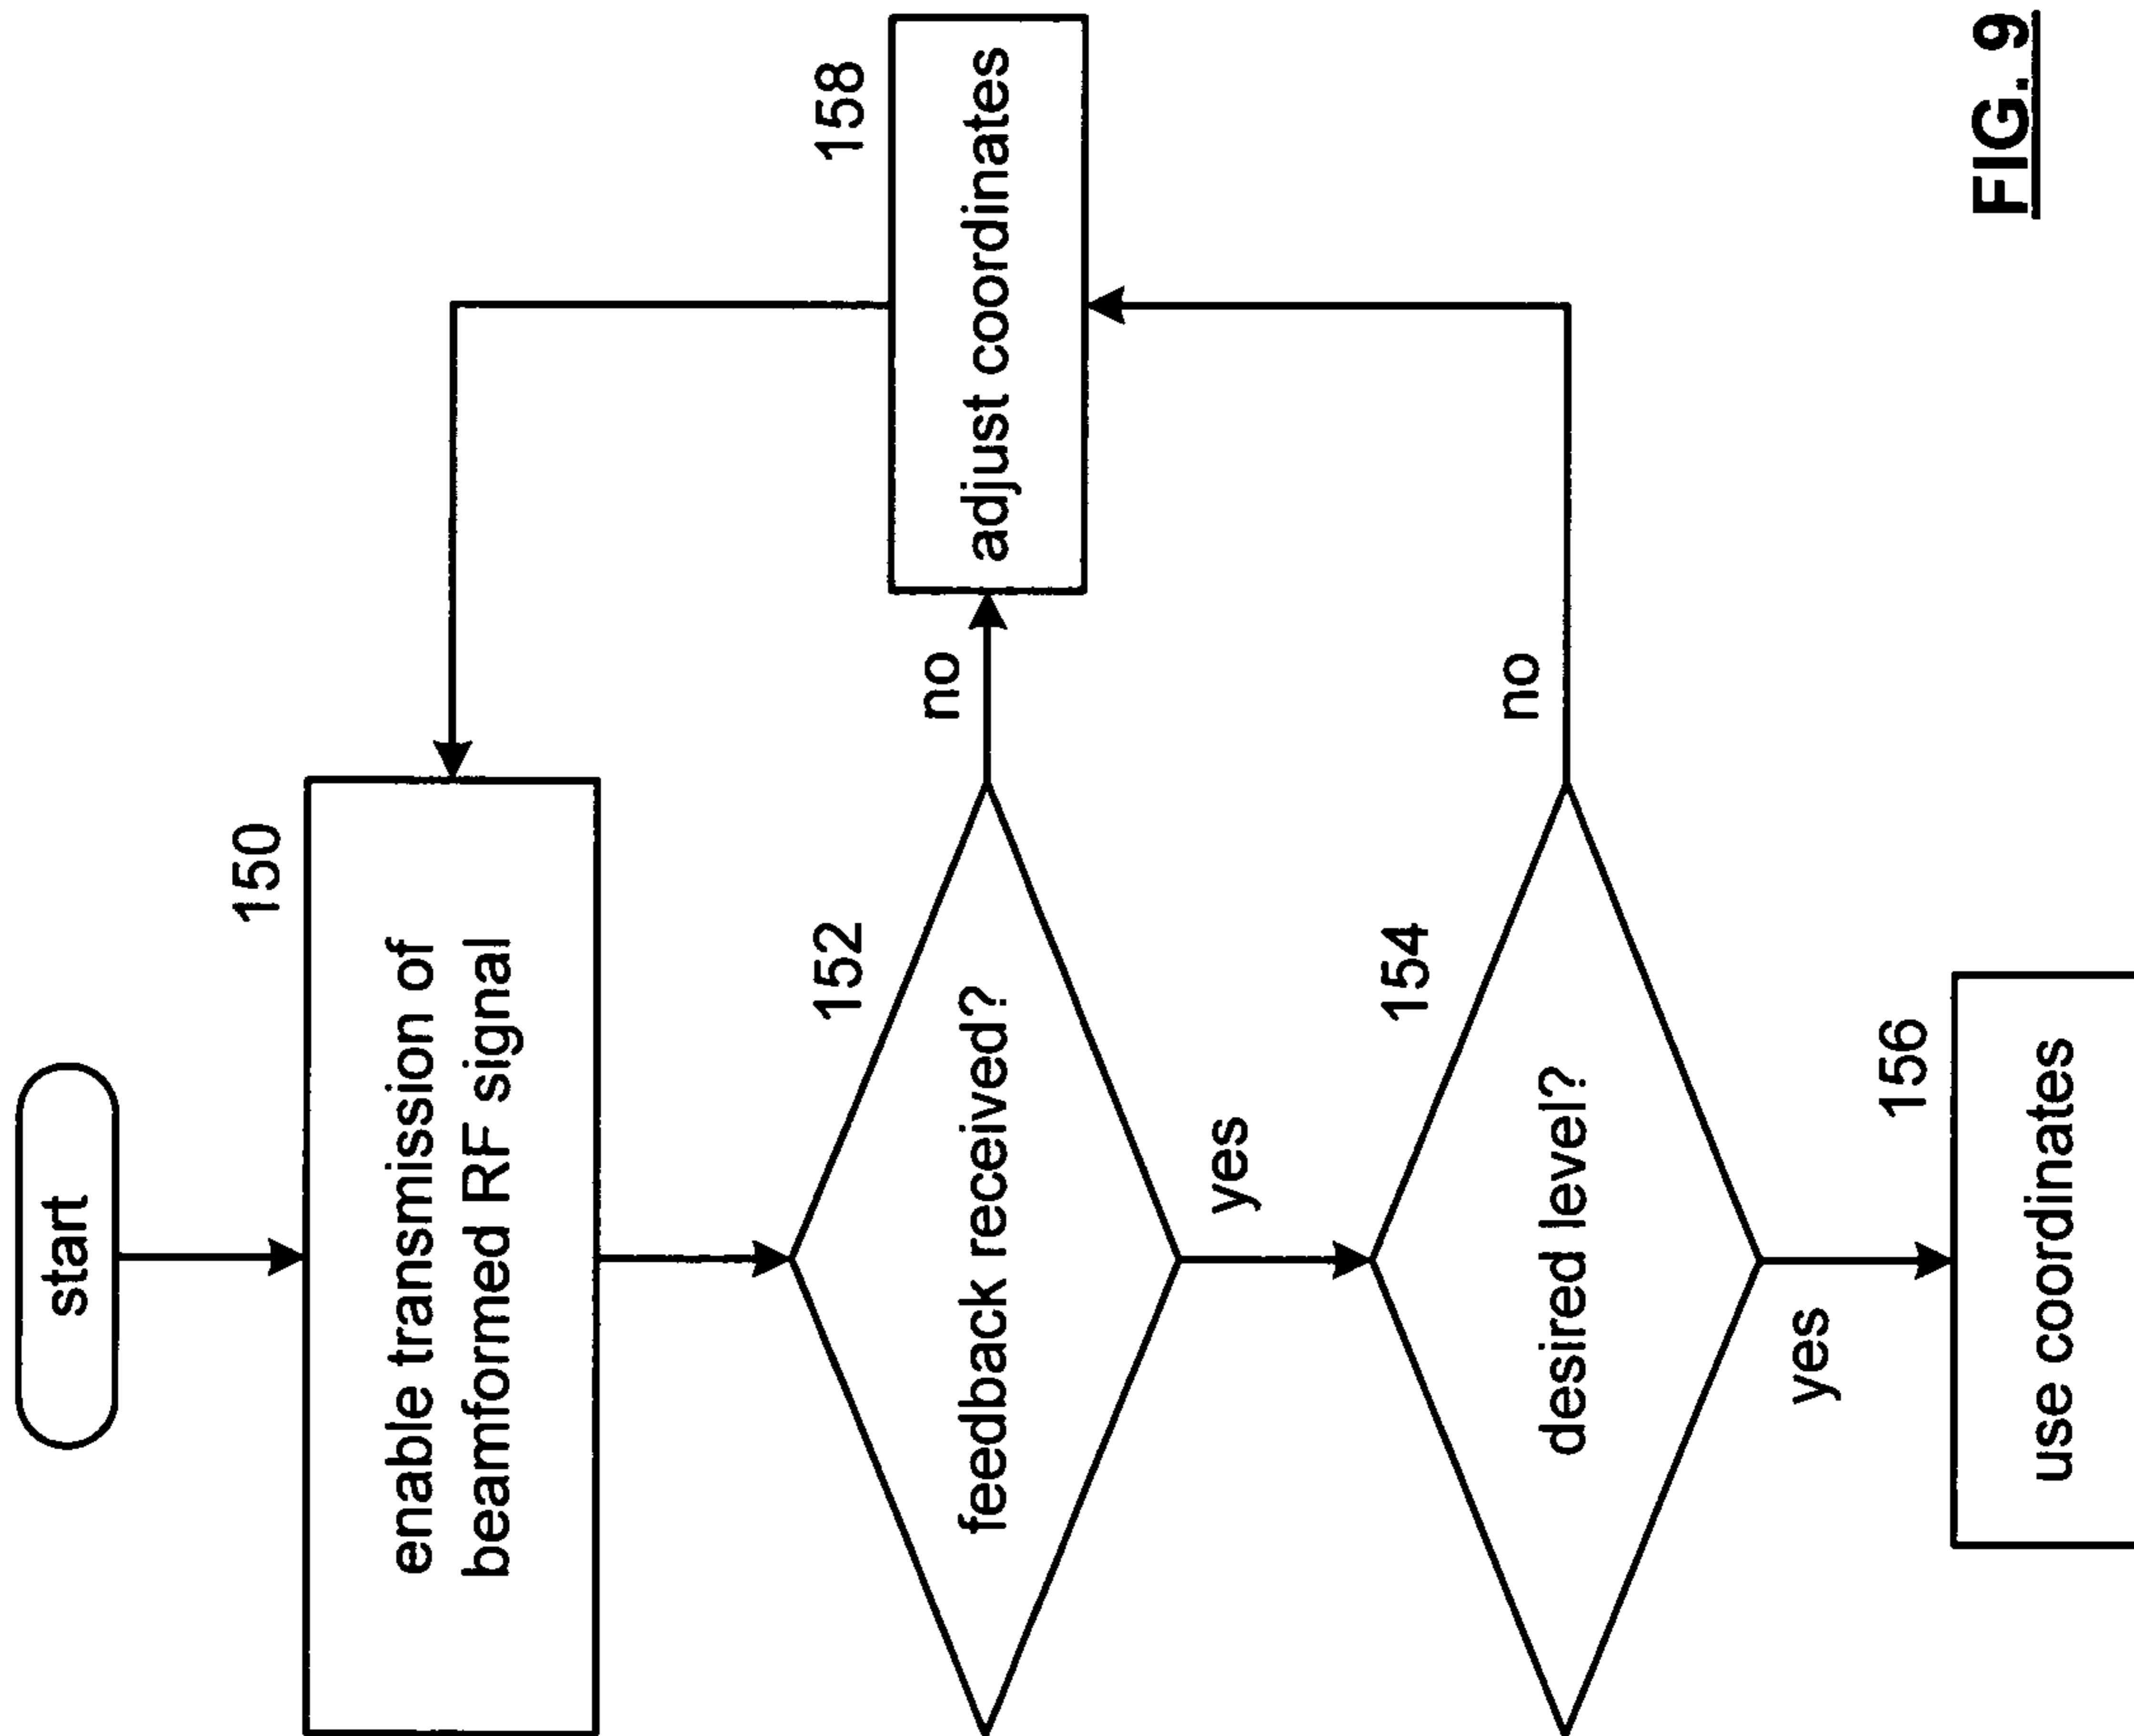 start
150
enable transmission of
beamformed RF signal
152
feedback received?
no
158
adjust coordinates
yes
154
desired level?
no
yes
156
use coordinates
FIG. 9